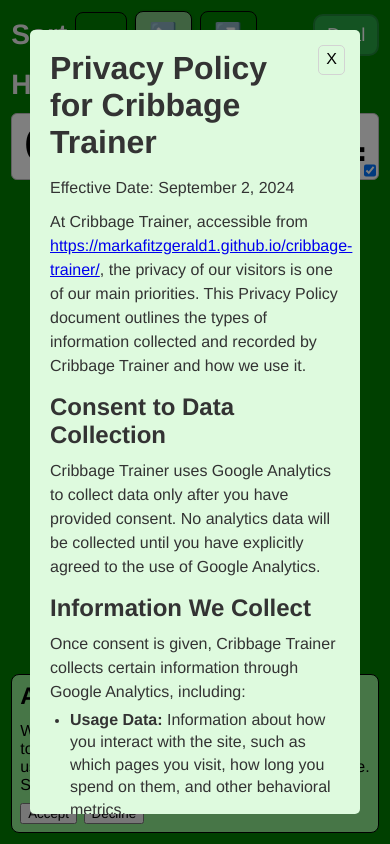 Sort
X
Privacy Policy
for Cribbage
Trainer
Effective Date: September 2, 2024
At Cribbage Trainer, accessible from
https://markafitzgerald1.github.io/cribbage-
trainer/, the privacy of our visitors is one
of our main priorities. This Privacy Policy
document outlines the types of
information collected and recorded by
Cribbage Trainer and how we use it.
Consent to Data
Collection
Cribbage Trainer uses Google Analytics
to collect data only after you have
provided consent. No analytics data will
be collected until you have explicitly
agreed to the use of Google Analytics.
Information We Collect
Once consent is given, Cribbage Trainer
collects certain information through
Google Analytics, including:
• Usage Data: Information about how
you interact with the site, such as
which pages you visit, how long you
spend on them, and other behavioral
metrics.
Accept Decline